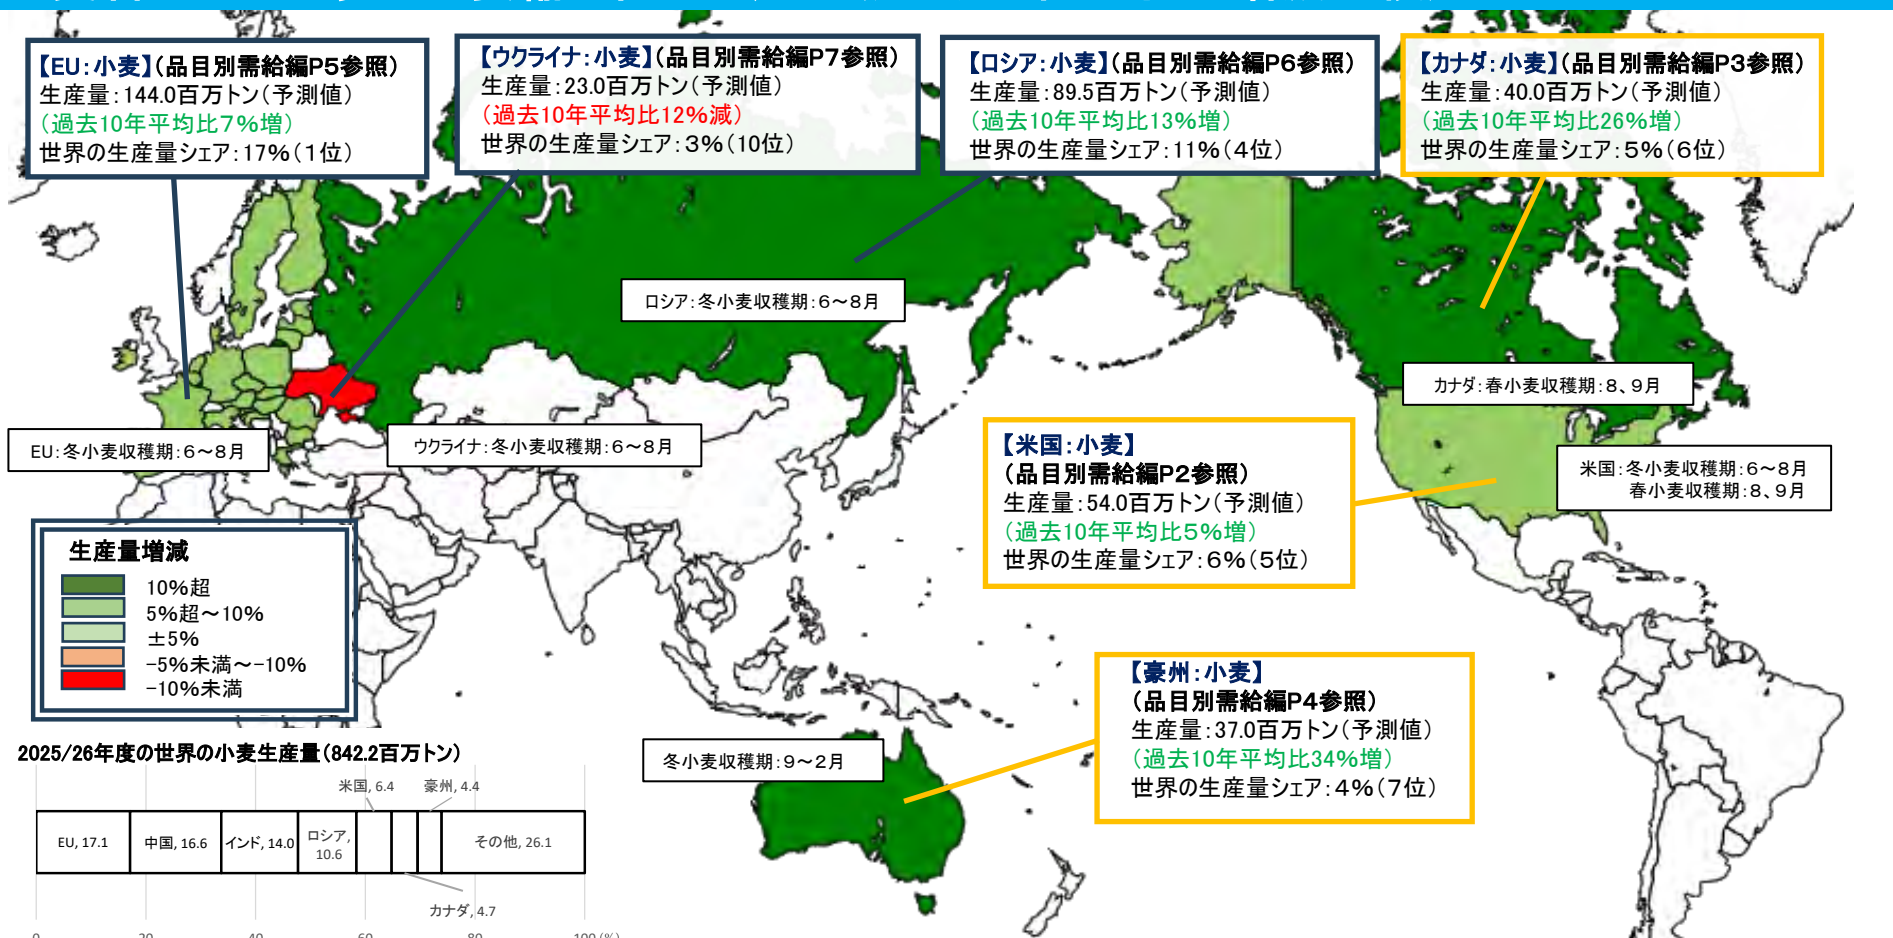 【EU:小麦】(品目別需給編P5参照)
生産量:144.0百万トン(予測値)
(過去10年平均比7%増)
世界の生産量シェア:17%(1位)
【ウクライナ:小麦】(品目別需給編P7参照)
生産量:23.0百万トン(予測値)
(過去10年平均比12%減)
世界の生産量シェア:3%(10位)
【ロシア:小麦】(品目別需給編P6参照)
生産量:89.5百万トン(予測値)
(過去10年平均比13%増)
世界の生産量シェア:11%(4位)
【カナダ:小麦】(品目別需給編P3参照)
生産量:40.0百万トン(予測値)
(過去10年平均比26%増)
世界の生産量シェア:5%(6位)
ロシア:冬小麦収穫期:6~8月
カナダ:春小麦収穫期:8、9月
EU:冬小麦収穫期:6~8月
ウクライナ:冬小麦収穫期:6~8月
【米国:小麦】
(品目別需給編P2参照)
生産量:54.0百万トン(予測値)
(過去10年平均比5%増)
世界の生産量シェア:6%(5位)
米国:冬小麦収穫期:6~8月
春小麦収穫期:8、9月
生産量増減
10%超
5%超~10%
±5%
-5%未満~-10%
-10%未満
【豪州:小麦】
(品目別需給編P4参照)
生産量:37.0百万トン(予測値)
(過去10年平均比34%増)
世界の生産量シェア:4%(7位)
冬小麦収穫期:9~2月
2025/26年度の世界の小麦生産量(842.2百万トン)
米国, 6.4
豪州, 4.4
EU, 17.1
中国, 16.6
インド, 14.0
ロシア,
10.6
その他, 26.1
カナダ, 4.7
0 20 40 60 80 100 (%)